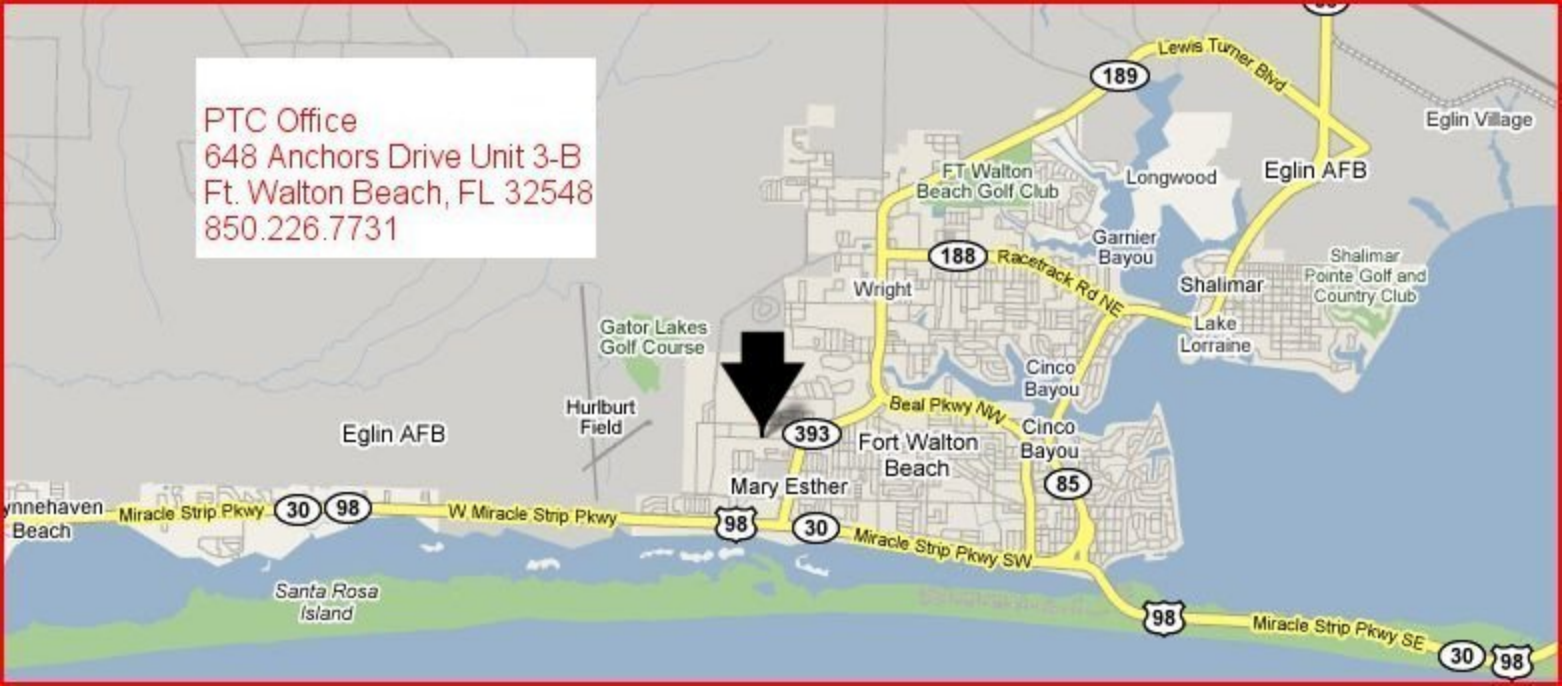 PTC Office
648 Anchors Drive Unit 3-B
Ft. Walton Beach, FL 32548
850.226.7731
Lewis Turner Blvd
189
Eglin Village
Eglin AFB
FT Walton
Beach Golf Club
Longwood
188
Racetrack Rd NE
Garnier
Bayou
Shalimar
Shalimar
Pointe Golf and
Country Club
Wright
Lake
Lorraine
Gator Lakes
Golf Course
Cinco
Bayou
Hurlburt
Field
Beal Pkwy NW
393
Eglin AFB
Fort Walton
Beach
Cinco
Bayou
Mary Esther
85
ynnehaven
Beach
Miracle Strip Pkwy
30
98
W Miracle Strip Pkwy
98
30
Miracle Strip Pkwy SW
Santa Rosa
Island
98
Miracle Strip Pkwy SE
30
98